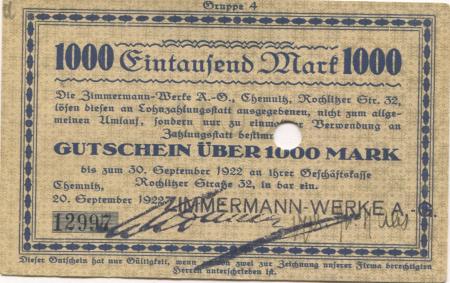 Gruppe 4
1000 Eintausend Mark 1000
Die Zimmermann-Werke A.-G., Chemnitz, Rochlitzer Str. 32,
lösen diesen an Lohnzahlungstatt ausgegebenen, nicht zum allge-
meinen Umlauf, sondern nur zu einmaliger Verwendung an
Zahlungsstatt bestimm
GUTSCHEIN ÜBER 1000 MARK
bis zum 30. September 1922 an ihrer Geschäftskasse
Chemnitz, Rochlitzer Straße 32, in bar ein.
20. September 1922
ZIMMERMANN-WERKE A.-G.
12997
Dieser Gutschein hat nur Gültigkeit, wenn von zwei zur Zeichnung unserer Firma berechtigten
Herren unterschrieben ist.